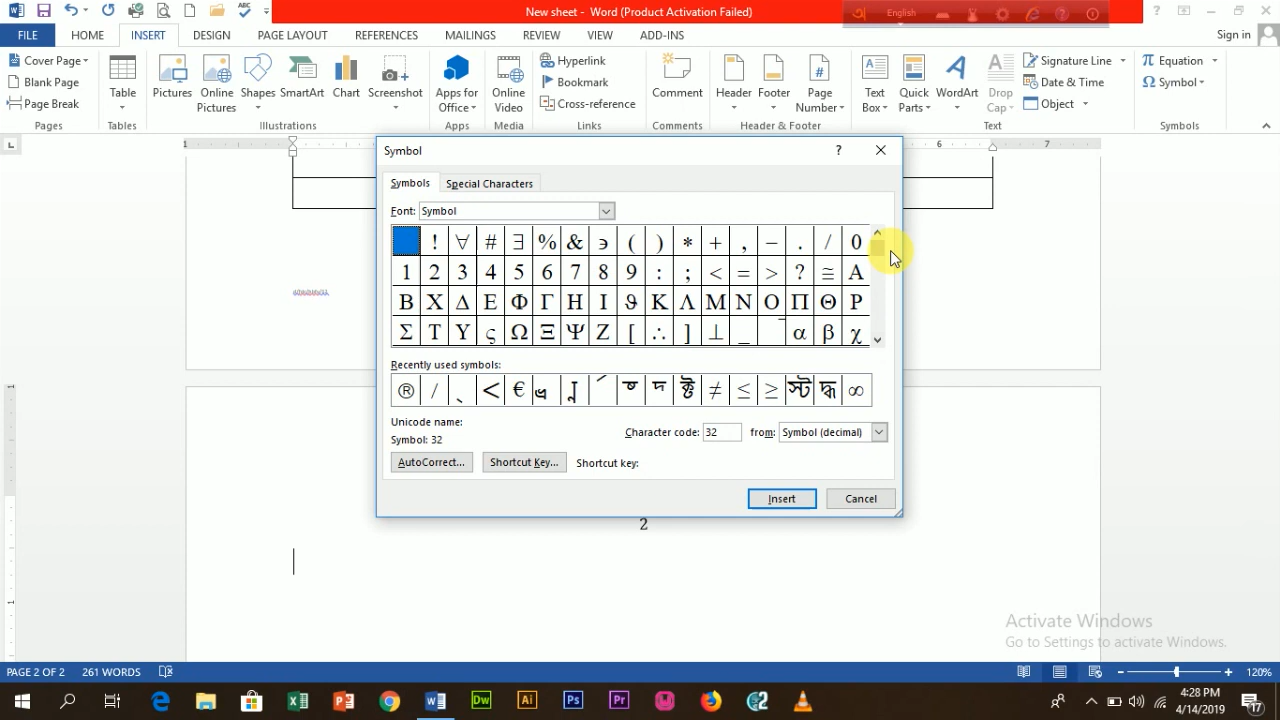 New sheet - Word (Product Activation Failed)
English
FILE HOME INSERT DESIGN PAGE LAYOUT REFERENCES MAILINGS REVIEW VIEW ADD-INS Sign in
Cover Page
Blank Page
Page Break
Table
Pictures
Online Pictures
Shapes
SmartArt
Chart
Screenshot
Apps for Office
Online Video
Hyperlink
Bookmark
Cross-reference
Comment
Header
Footer
Page Number
Text Box
Quick Parts
WordArt
Drop Cap
Signature Line
Date & Time
Object
Equation
Symbol
Pages Tables Illustrations Apps Media Links Comments Header & Footer Text Symbols
1 6 7
Symbol
Symbols Special Characters
Font: Symbol
! ∀ # ∃ % & ϶ ( ) ∗ + , − . / 0
1 2 3 4 5 6 7 8 9 : ; < = > ? ≅ Α
Β Χ Δ Ε Φ Γ Η Ι ϑ Κ Λ Μ Ν Ο Π Θ Ρ
Σ Τ Υ ς Ω Ξ Ψ Ζ [ ∴ ] ⊥ _ ‾ α β χ
Recently used symbols:
® / < € ≠ ≤ ≥ স্ট দ্ধ ∞
Unicode name:
Symbol: 32
Character code: 32 from: Symbol (decimal)
AutoCorrect... Shortcut Key... Shortcut key:
Insert Cancel
2
Activate Windows
Go to Settings to activate Windows.
PAGE 2 OF 2 261 WORDS 120%
4:28 PM
4/14/2019
17